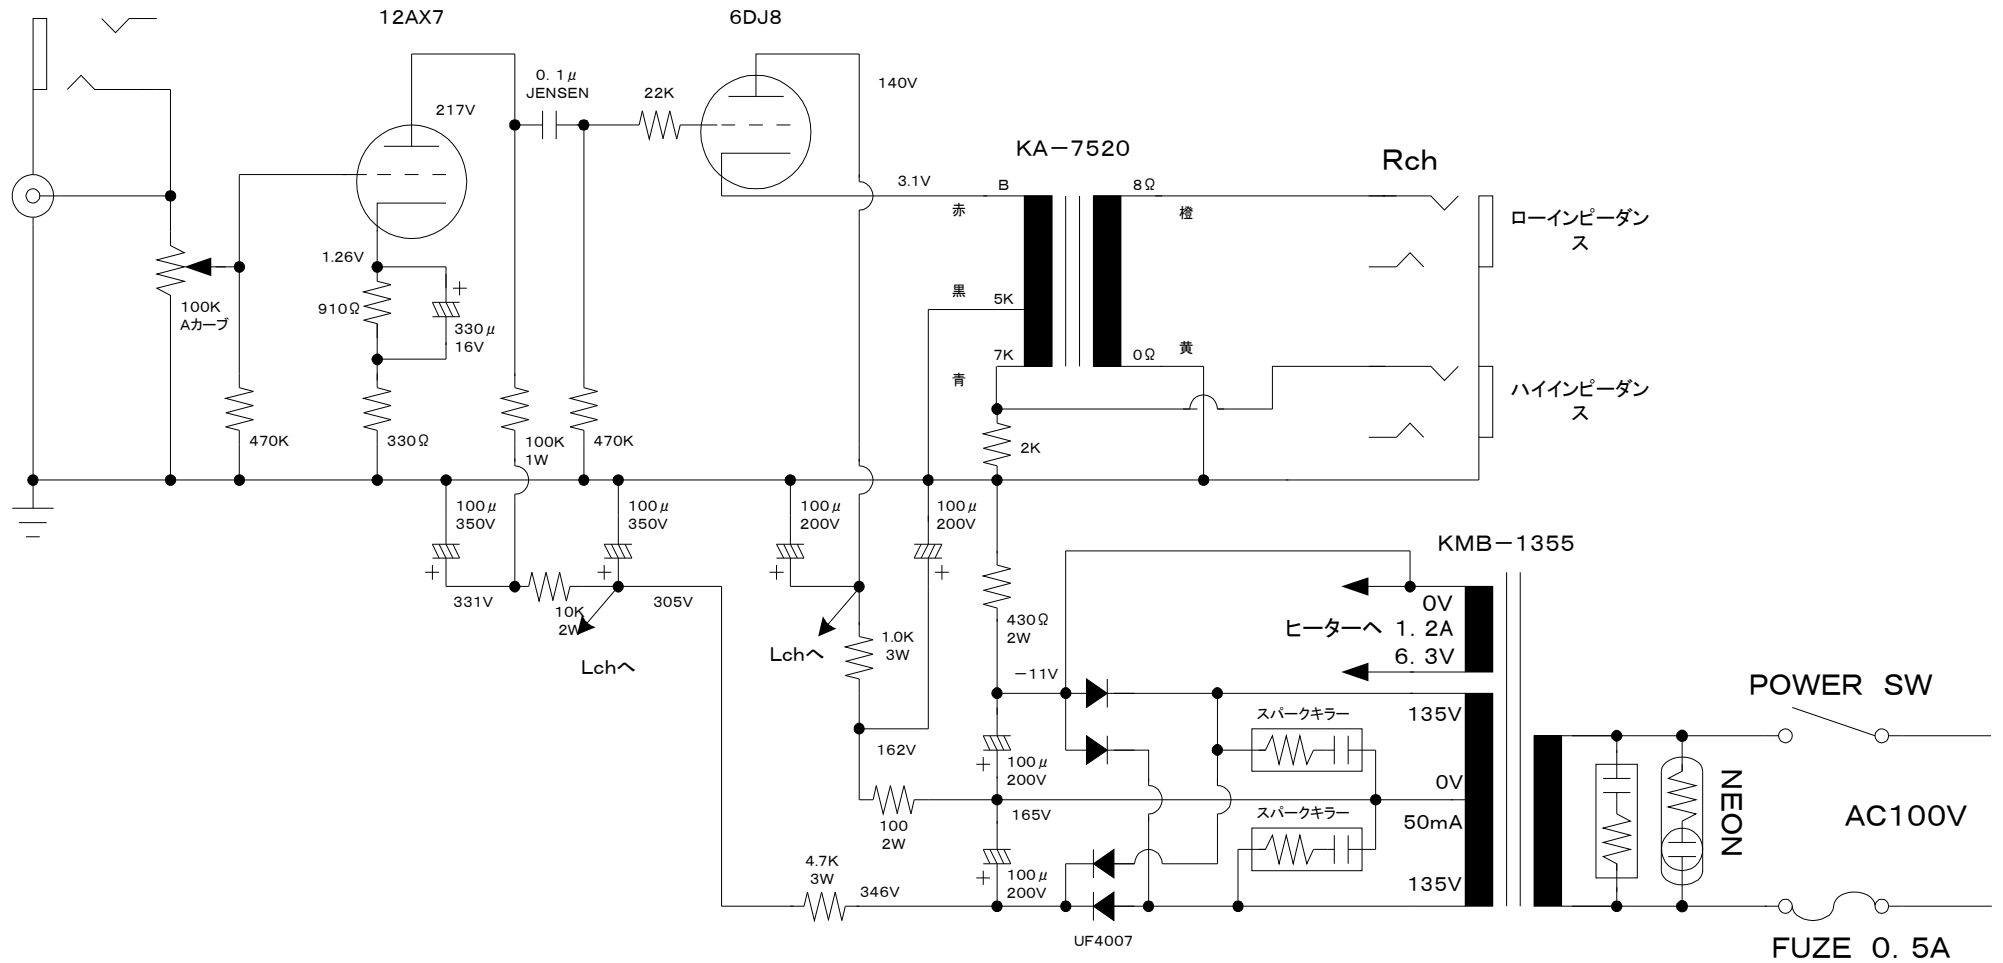 12AX7
6DJ8
0. 1μ
JENSEN
22K
140V
217V
KA－7520
Rch
3.1V
B
8Ω
赤
橙
ローインピーダン
ス
1.26V
黒
5K
910Ω
100K
Aカーブ
330μ
16V
7K
0Ω
黄
青
ハイインピーダン
ス
470K
330Ω
100K
1W
470K
2K
100μ
350V
100μ
350V
100μ
200V
100μ
200V
KMB－1355
331V
10K
2W
305V
0V
ヒーターへ 1. 2A
6. 3V
430Ω
2W
1.0K
3W
Lchへ
Lchへ
－11V
POWER SW
135V
スパークキラー
162V
100μ
200V
0V
NEON
165V
50mA
スパークキラー
AC100V
100
2W
4.7K
3W
346V
100μ
200V
135V
UF4007
FUZE 0. 5A